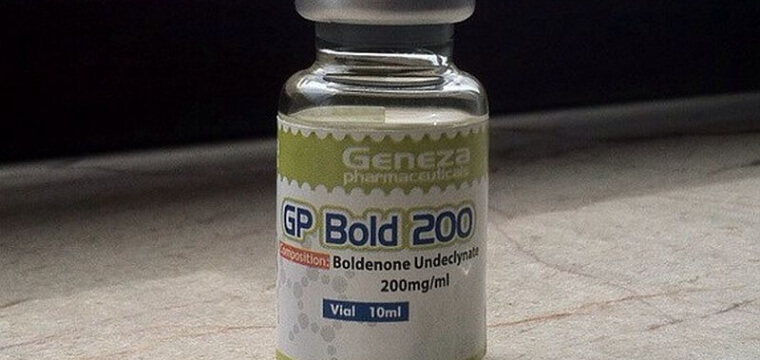 Geneza
pharmaceuticals
GP Bold 200
Composition: Boldenone Undeclynate
200mg/ml
Vial 10ml